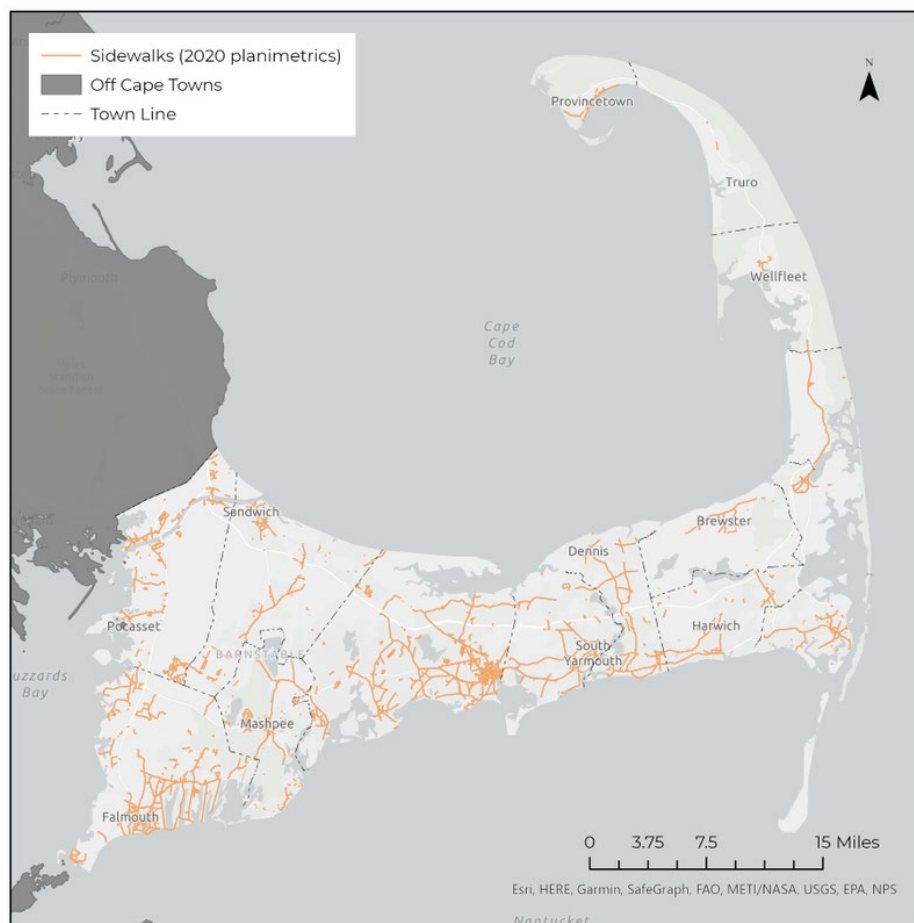 Sidewalks (2020 planimetrics)
Off Cape Towns
Town Line
N
Provincetown
Truro
Wellfleet
Plymouth
Cape
Cod
Bay
Sandwich
Brewster
Dennis
Pocasset
Harwich
BARNSTABLE
South
Yarmouth
uzzards
Bay
Mashpee
Falmouth
0 3.75 7.5 15 Miles
Esri, HERE, Garmin, SafeGraph, FAO, METI/NASA, USGS, EPA, NPS
Nantucket